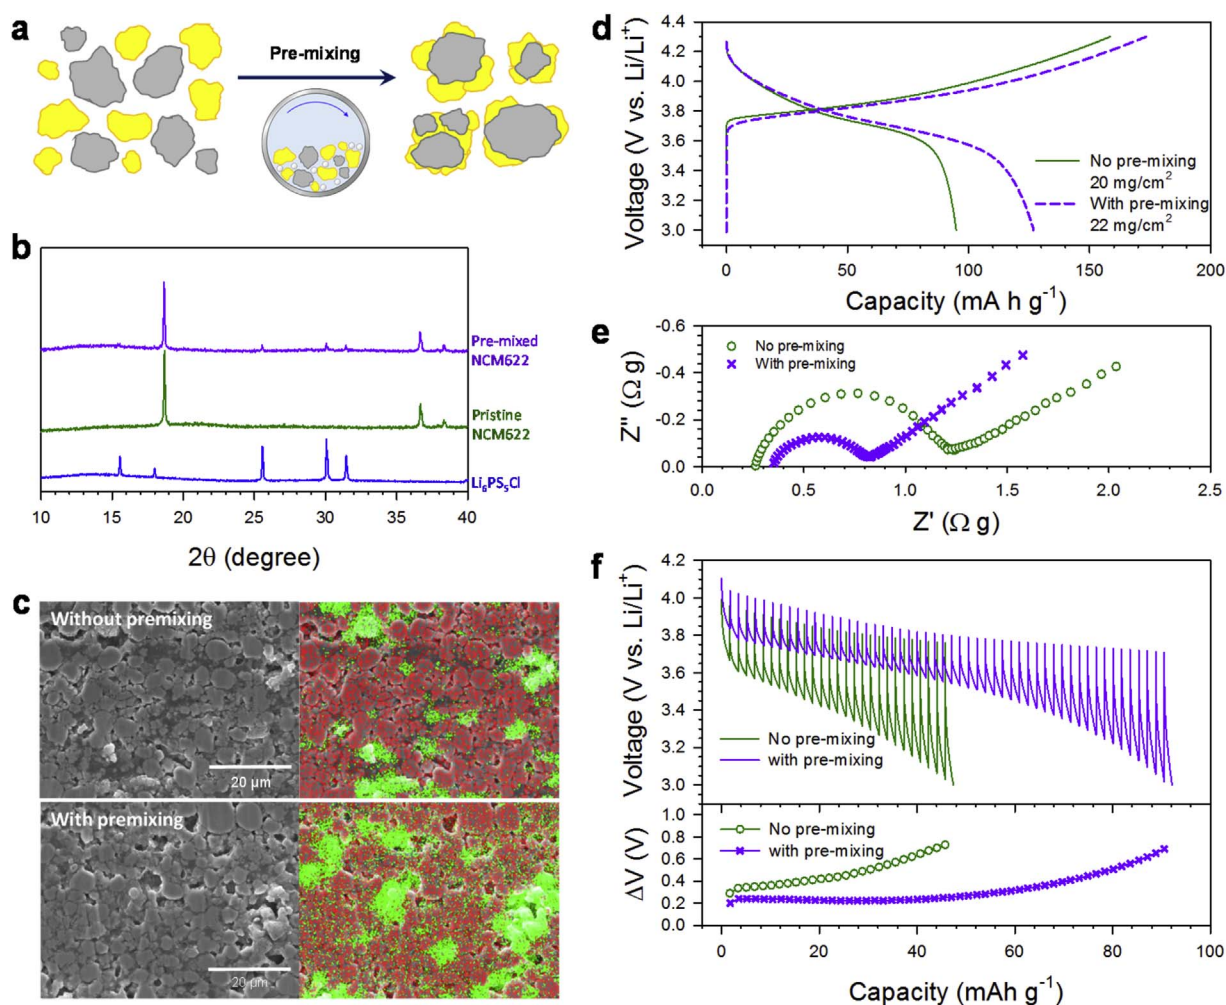 a
Pre-mixing
b
Pre-mixed
NCM622
Pristine
NCM622
Li₆PS₅Cl
10 15 20 25 30 35 40
2θ (degree)
c
Without premixing
20 µm
With premixing
20 µm
d
Voltage (V vs. Li/Li⁺)
4.4
4.2
4.0
3.8
3.6
3.4
3.2
3.0
No pre-mixing
20 mg/cm²
With pre-mixing
22 mg/cm²
0 50 100 150 200
Capacity (mA h g⁻¹)
e
Z" (Ω g)
-0.6
-0.4
-0.2
0.0
No pre-mixing
With pre-mixing
0.0 0.5 1.0 1.5 2.0 2.5
Z' (Ω g)
f
Voltage (V vs. Li/Li⁺)
4.2
4.0
3.8
3.6
3.4
3.2
3.0
No pre-mixing
with pre-mixing
ΔV (V)
1.0
0.8
0.6
0.4
0.2
0.0
No pre-mixing
with pre-mixing
0 20 40 60 80 100
Capacity (mAh g⁻¹)